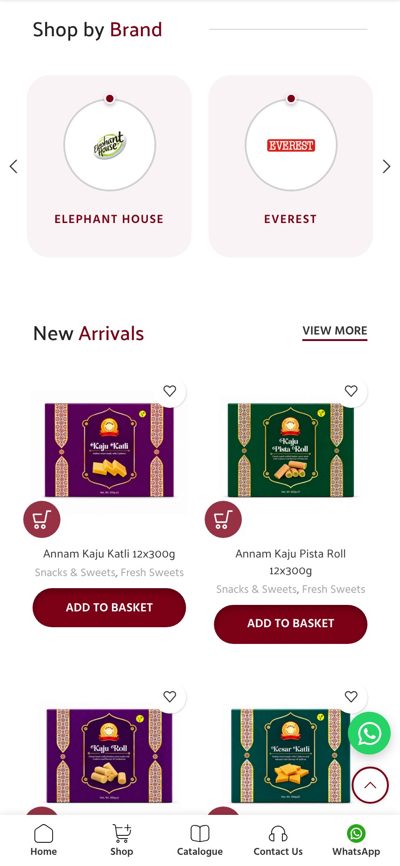 Shop by Brand
Elephant House
EVEREST
ELEPHANT HOUSE
EVEREST
New Arrivals
VIEW MORE
Kaju Katli
Kaju
Pista Roll
Annam Kaju Katli 12x300g
Snacks & Sweets, Fresh Sweets
ADD TO BASKET
Annam Kaju Pista Roll
12x300g
Snacks & Sweets, Fresh Sweets
ADD TO BASKET
Kaju Roll
Kesar Katli
Home
Shop
Catalogue
Contact Us
WhatsApp